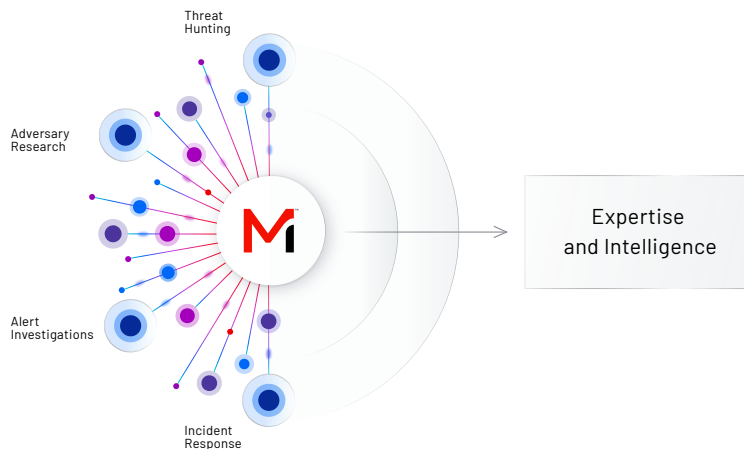 Threat
Hunting
Adversary
Research
Expertise
and Intelligence
Alert
Investigations
Incident
Response